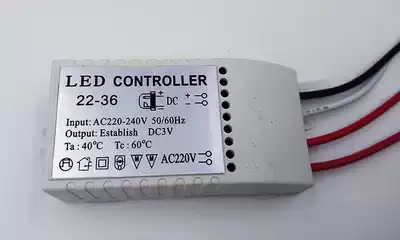 LED CONTROLLER
22-36 DC
Input: AC220-240V 50/60Hz
Output: Establish DC3V
Ta : 40°C Tc : 60°C
F F AC220V